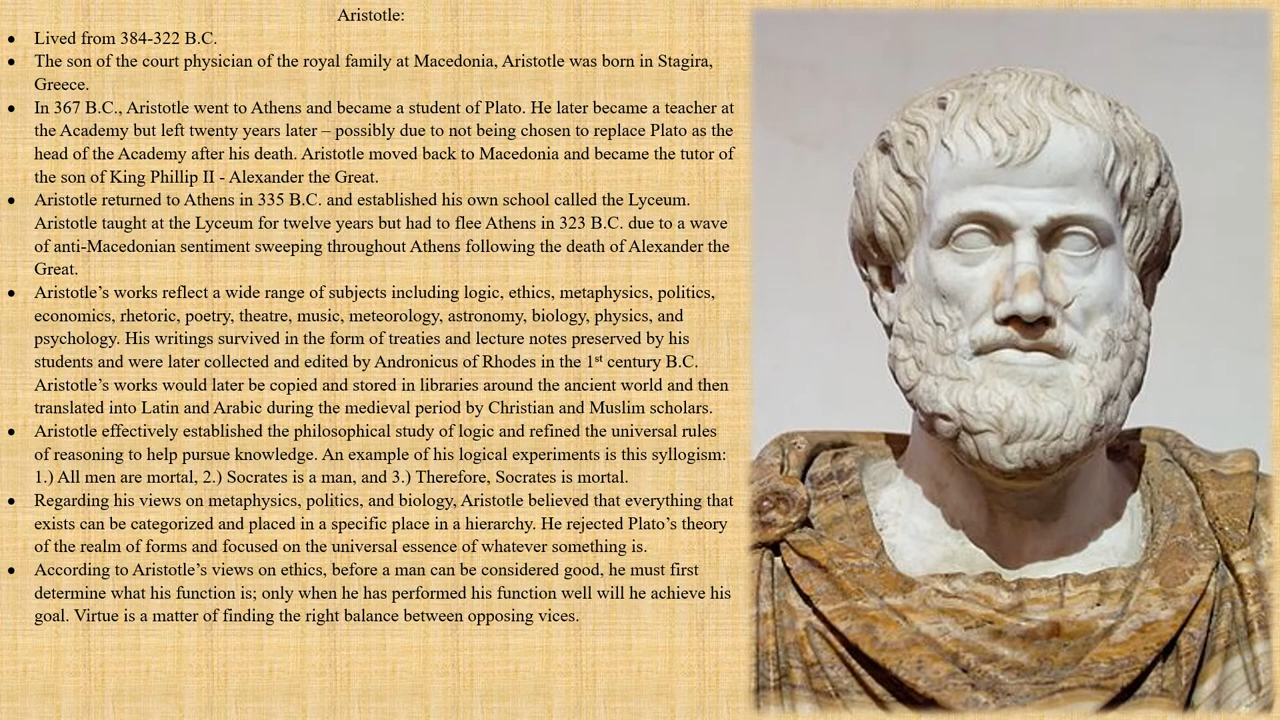 Aristotle:
• Lived from 384-322 B.C.
• The son of the court physician of the royal family at Macedonia, Aristotle was born in Stagira,
Greece.
• In 367 B.C., Aristotle went to Athens and became a student of Plato. He later became a teacher at
the Academy but left twenty years later – possibly due to not being chosen to replace Plato as the
head of the Academy after his death. Aristotle moved back to Macedonia and became the tutor of
the son of King Phillip II - Alexander the Great.
• Aristotle returned to Athens in 335 B.C. and established his own school called the Lyceum.
Aristotle taught at the Lyceum for twelve years but had to flee Athens in 323 B.C. due to a wave
of anti-Macedonian sentiment sweeping throughout Athens following the death of Alexander the
Great.
• Aristotle’s works reflect a wide range of subjects including logic, ethics, metaphysics, politics,
economics, rhetoric, poetry, theatre, music, meteorology, astronomy, biology, physics, and
psychology. His writings survived in the form of treaties and lecture notes preserved by his
students and were later collected and edited by Andronicus of Rhodes in the 1st century B.C.
Aristotle’s works would later be copied and stored in libraries around the ancient world and then
translated into Latin and Arabic during the medieval period by Christian and Muslim scholars.
• Aristotle effectively established the philosophical study of logic and refined the universal rules
of reasoning to help pursue knowledge. An example of his logical experiments is this syllogism:
1.) All men are mortal, 2.) Socrates is a man, and 3.) Therefore, Socrates is mortal.
• Regarding his views on metaphysics, politics, and biology, Aristotle believed that everything that
exists can be categorized and placed in a specific place in a hierarchy. He rejected Plato’s theory
of the realm of forms and focused on the universal essence of whatever something is.
• According to Aristotle’s views on ethics, before a man can be considered good, he must first
determine what his function is; only when he has performed his function well will he achieve his
goal. Virtue is a matter of finding the right balance between opposing vices.